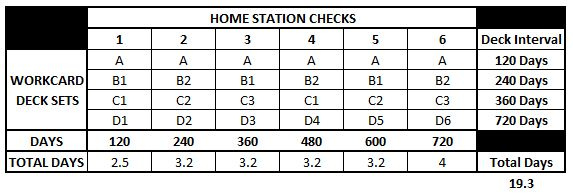 HOME STATION CHECKS
1 2 3 4 5 6 Deck Interval
WORKCARD DECK SETS
A A A A A A 120 Days
B1 B2 B1 B2 B1 B2 240 Days
C1 C2 C3 C1 C2 C3 360 Days
D1 D2 D3 D4 D5 D6 720 Days
DAYS 120 240 360 480 600 720
TOTAL DAYS 2.5 3.2 3.2 3.2 3.2 4 Total Days
19.3